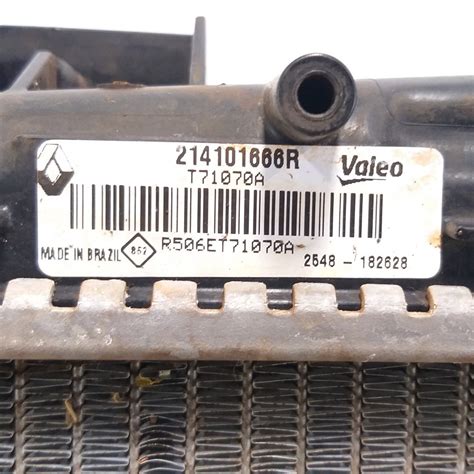 214101666R
T71070A
Valeo
R506ET71070A
MADE IN BRAZIL
2548 - 182628